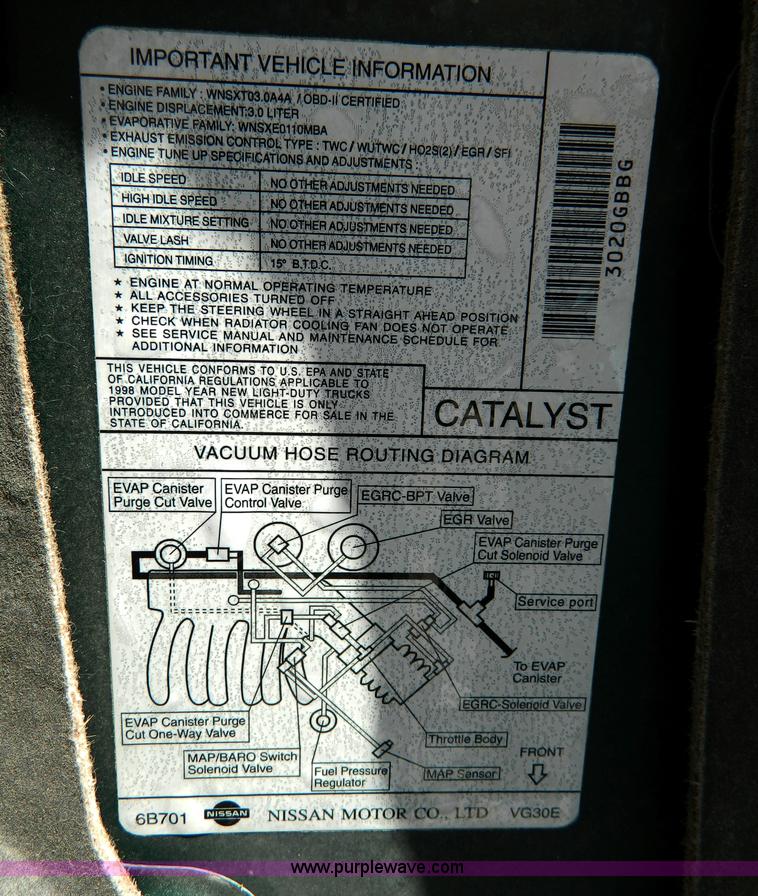 IMPORTANT VEHICLE INFORMATION
• ENGINE FAMILY : WNSXT03.0A4A / OBD-II CERTIFIED
• ENGINE DISPLACEMENT:3.0 LITER
• EVAPORATIVE FAMILY: WNSXE0110MBA
• EXHAUST EMISSION CONTROL TYPE : TWC / WUTWC / HO2S(2) / EGR / SFI
• ENGINE TUNE UP SPECIFICATIONS AND ADJUSTMENTS :
IDLE SPEED NO OTHER ADJUSTMENTS NEEDED
HIGH IDLE SPEED NO OTHER ADJUSTMENTS NEEDED
IDLE MIXTURE SETTING NO OTHER ADJUSTMENTS NEEDED
VALVE LASH NO OTHER ADJUSTMENTS NEEDED
IGNITION TIMING 15° B.T.D.C.
★ ENGINE AT NORMAL OPERATING TEMPERATURE
★ ALL ACCESSORIES TURNED OFF
★ KEEP THE STEERING WHEEL IN A STRAIGHT AHEAD POSITION
★ CHECK WHEN RADIATOR COOLING FAN DOES NOT OPERATE
★ SEE SERVICE MANUAL AND MAINTENANCE SCHEDULE FOR
ADDITIONAL INFORMATION
3020GBBG
THIS VEHICLE CONFORMS TO U.S. EPA AND STATE
OF CALIFORNIA REGULATIONS APPLICABLE TO
1998 MODEL YEAR NEW LIGHT-DUTY TRUCKS
PROVIDED THAT THIS VEHICLE IS ONLY
INTRODUCED INTO COMMERCE FOR SALE IN THE
STATE OF CALIFORNIA.
CATALYST
VACUUM HOSE ROUTING DIAGRAM
EVAP Canister
Purge Cut Valve
EVAP Canister Purge
Control Valve
EGRC-BPT Valve
EGR Valve
EVAP Canister Purge
Cut Solenoid Valve
Service port
To EVAP
Canister
EGRC-Solenoid Valve
EVAP Canister Purge
Cut One-Way Valve
Throttle Body
MAP/BARO Switch
Solenoid Valve
Fuel Pressure
Regulator
MAP Sensor
FRONT
6B701 NISSAN NISSAN MOTOR CO., LTD VG30E
www.purplewave.com